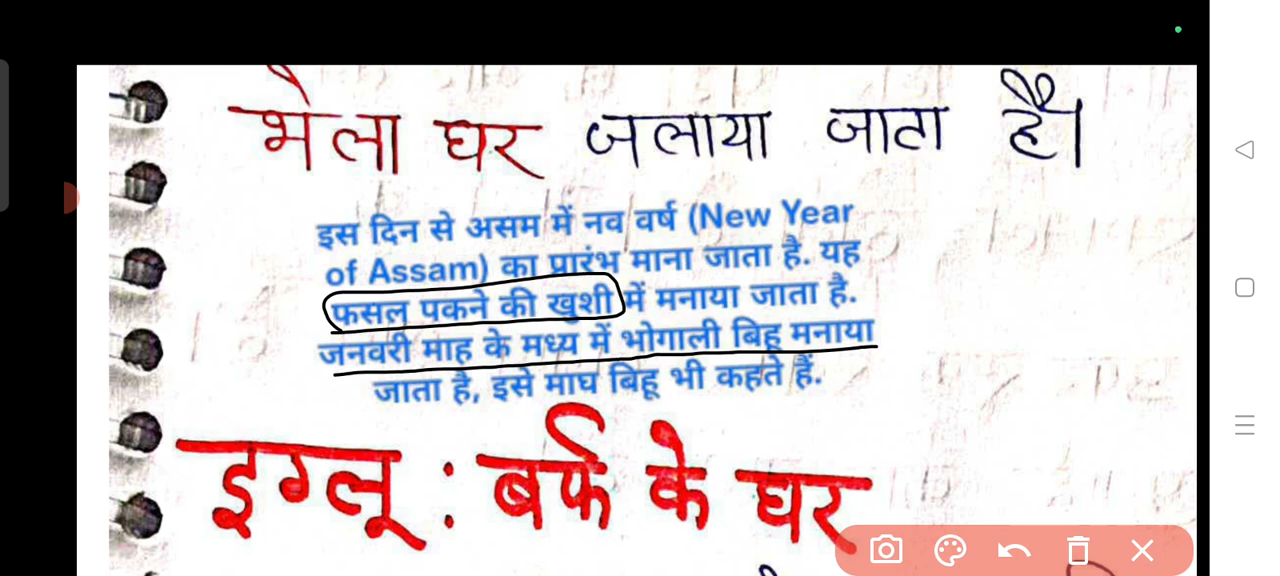 भेला घर जलाया जाता है।
इस दिन से असम में नव वर्ष (New Year
of Assam) का प्रारंभ माना जाता है. यह
फसल पकने की खुशी में मनाया जाता है.
जनवरी माह के मध्य में भोगाली बिहू मनाया
जाता है, इसे माघ बिहू भी कहते हैं.
इग्लू : बर्फ के घर